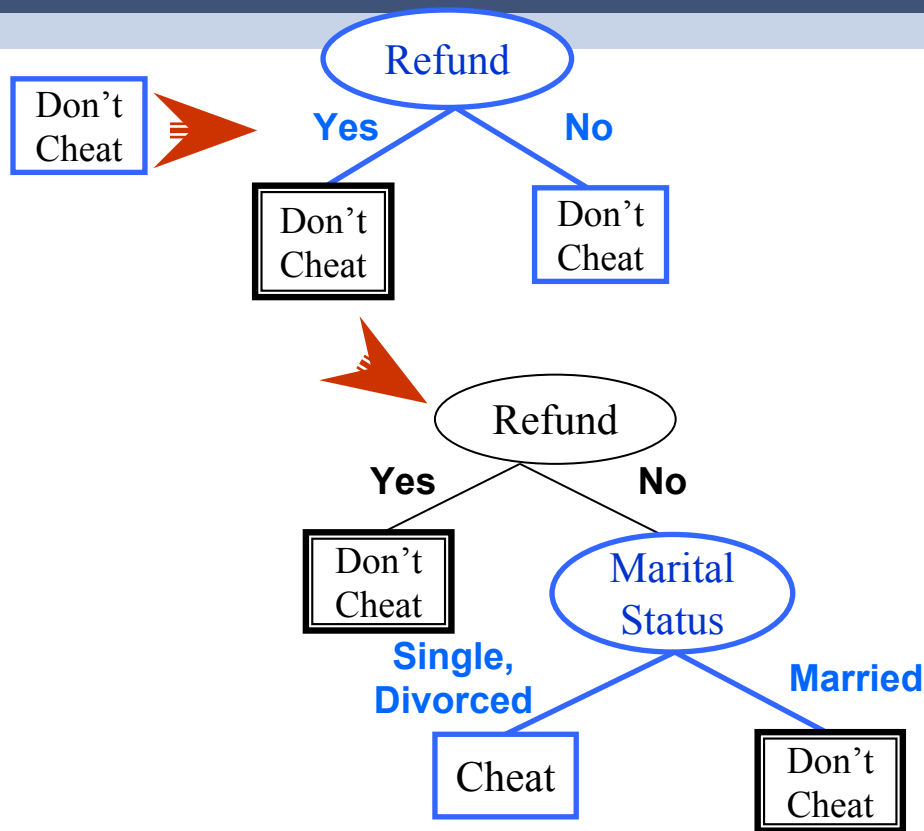 Refund
Don’t
Cheat
Yes
No
Don’t
Cheat
Don’t
Cheat
Refund
Yes
No
Don’t
Cheat
Marital
Status
Single,
Divorced
Married
Cheat
Don’t
Cheat